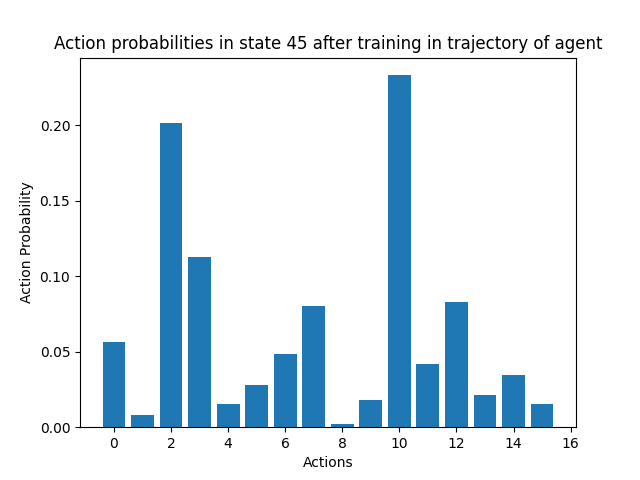 Action probabilities in state 45 after training in trajectory of agent
0.20
0.15
0.10
0.05
0.00
Action Probability
0 2 4 6 8 10 12 14 16
Actions